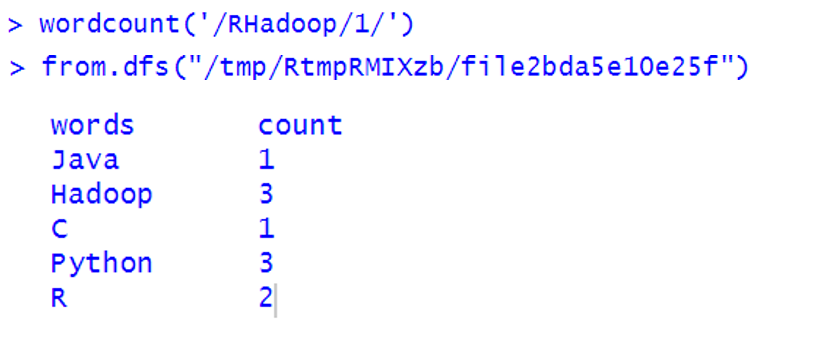 > wordcount('/RHadoop/1/')
> from.dfs("/tmp/RtmpRMIXzb/file2bda5e10e25f")
words count
Java 1
Hadoop 3
C 1
Python 3
R 2